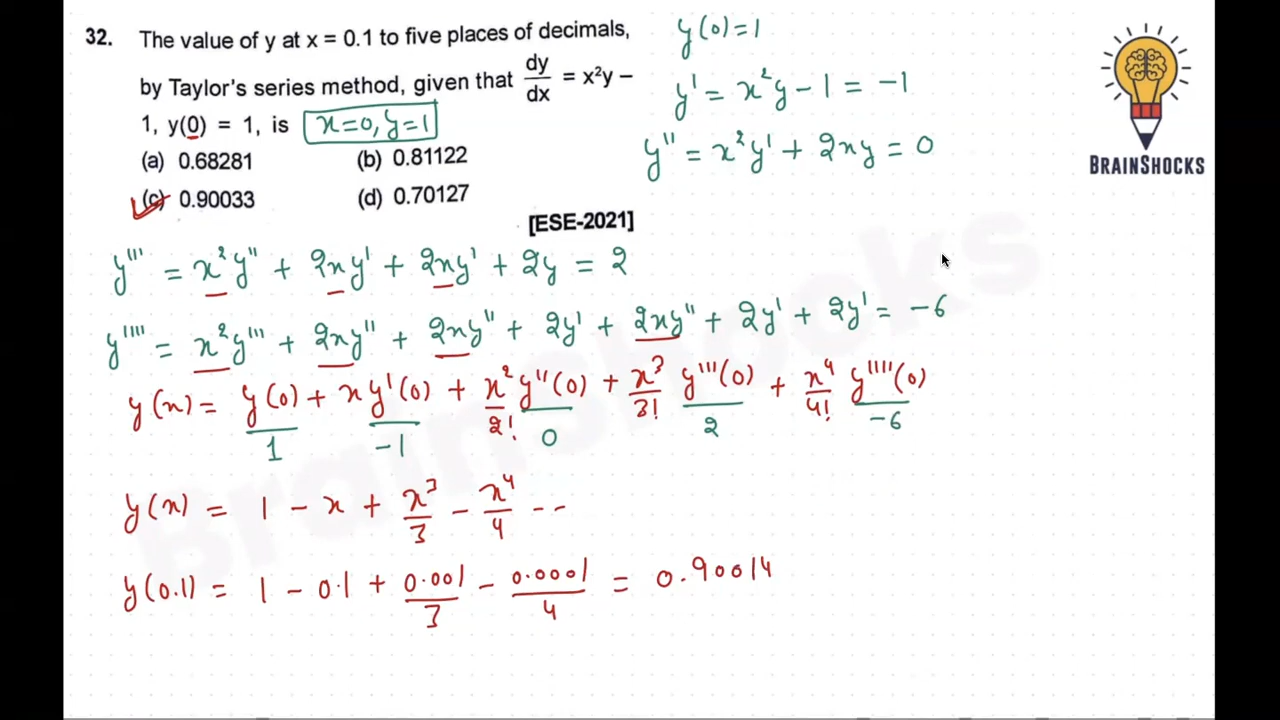 32. The value of y at x = 0.1 to five places of decimals,
by Taylor's series method, given that dy/dx = x²y –
1, y(0) = 1, is x=0, y=1
(a) 0.68281 (b) 0.81122
(c) 0.90033 (d) 0.70127
[ESE-2021]
y(0)=1
y' = x²y - 1 = -1
y'' = x²y' + 2xy = 0
BRAINSHOCKS
y''' = x²y'' + 2xy' + 2xy' + 2y = 2
y'''' = x²y''' + 2xy'' + 2xy'' + 2y' + 2xy'' + 2y' + 2y' = -6
y(x) = y(0) + x y'(0) + x²/2! y''(0) + x³/3! y'''(0) + x⁴/4! y''''(0)
1 -1 0 2 -6
y(x) = 1 - x + x³/3 - x⁴/4 --
y(0.1) = 1 - 0.1 + 0.001/3 - 0.0001/4 = 0.90014
Brainshocks